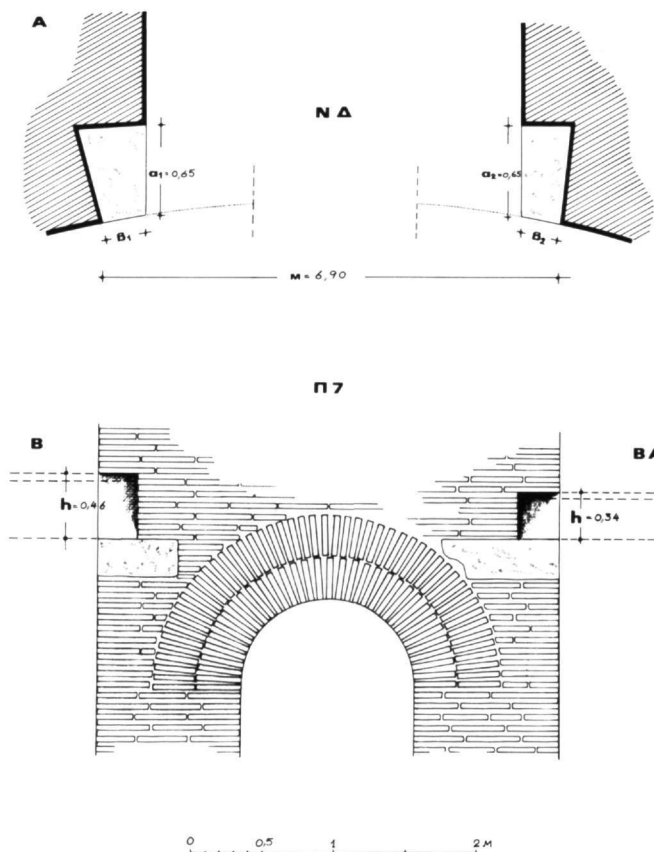 Α
Ν Δ
α₁=0,65
α₂=0,65
Β₁
Β₂
Μ = 6,90
Π 7
Β
Β Α
h=0,46
h=0,34
0 0,5 1 2 Μ